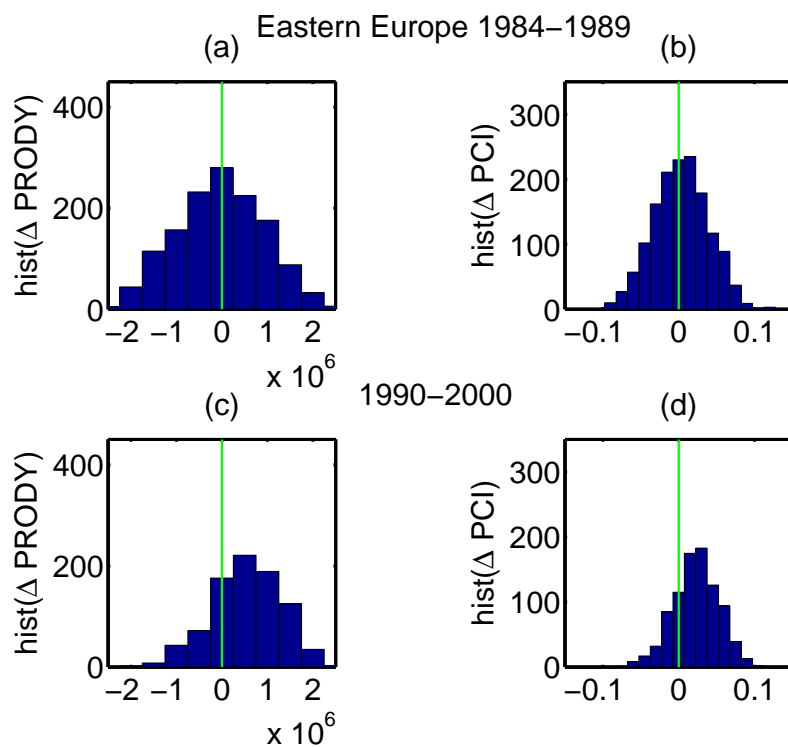 Eastern Europe 1984−1989
(a)
hist(Δ PRODY)
400
200
0
−2 −1 0 1 2
x 10^6
(b)
hist(Δ PCI)
300
200
100
0
−0.1 0 0.1
1990−2000
(c)
hist(Δ PRODY)
400
200
0
−2 −1 0 1 2
x 10^6
(d)
hist(Δ PCI)
300
200
100
0
−0.1 0 0.1